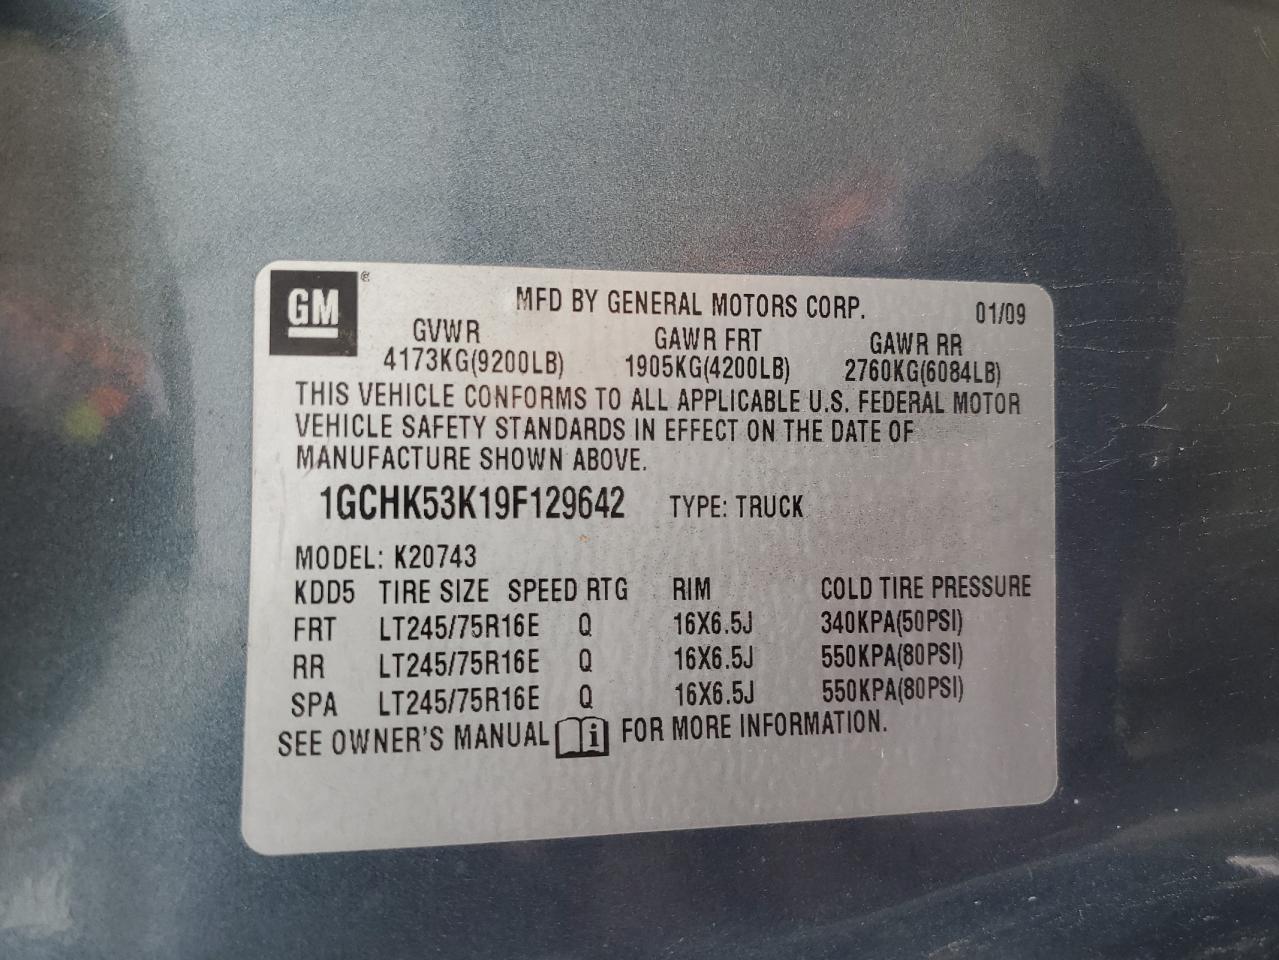 GM ®
MFD BY GENERAL MOTORS CORP. 01/09
GVWR GAWR FRT GAWR RR
4173KG(9200LB) 1905KG(4200LB) 2760KG(6084LB)
THIS VEHICLE CONFORMS TO ALL APPLICABLE U.S. FEDERAL MOTOR
VEHICLE SAFETY STANDARDS IN EFFECT ON THE DATE OF
MANUFACTURE SHOWN ABOVE.
1GCHK53K19F129642 TYPE: TRUCK
MODEL: K20743
KDD5 TIRE SIZE SPEED RTG RIM COLD TIRE PRESSURE
FRT LT245/75R16E Q 16X6.5J 340KPA(50PSI)
RR LT245/75R16E Q 16X6.5J 550KPA(80PSI)
SPA LT245/75R16E Q 16X6.5J 550KPA(80PSI)
SEE OWNER'S MANUAL i FOR MORE INFORMATION.